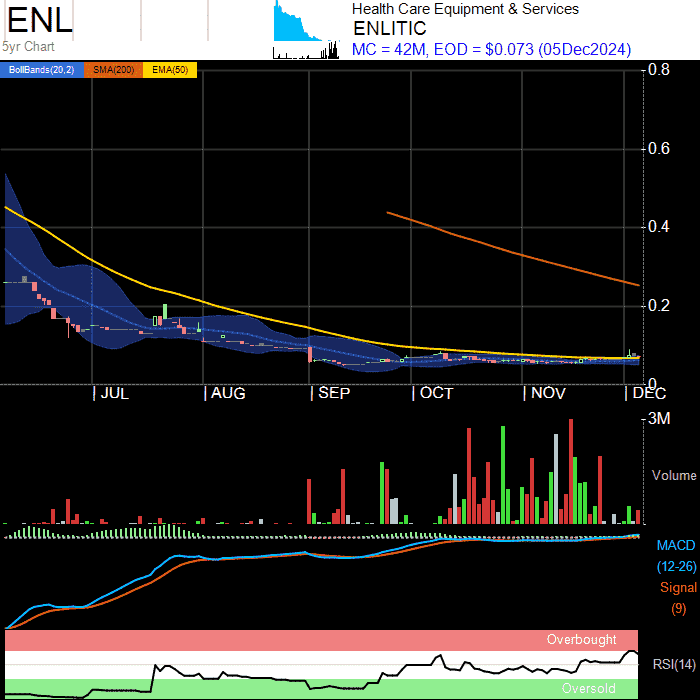 ENL
5yr Chart
Health Care Equipment & Services
ENLITIC
MC = 42M, EOD = $0.073 (05Dec2024)
BollBands(20,2) SMA(200) EMA(50)
0.8
0.6
0.4
0.2
0
JUL AUG SEP OCT NOV DEC
3M
Volume
MACD
(12-26)
Signal
(9)
Overbought
RSI(14)
Oversold